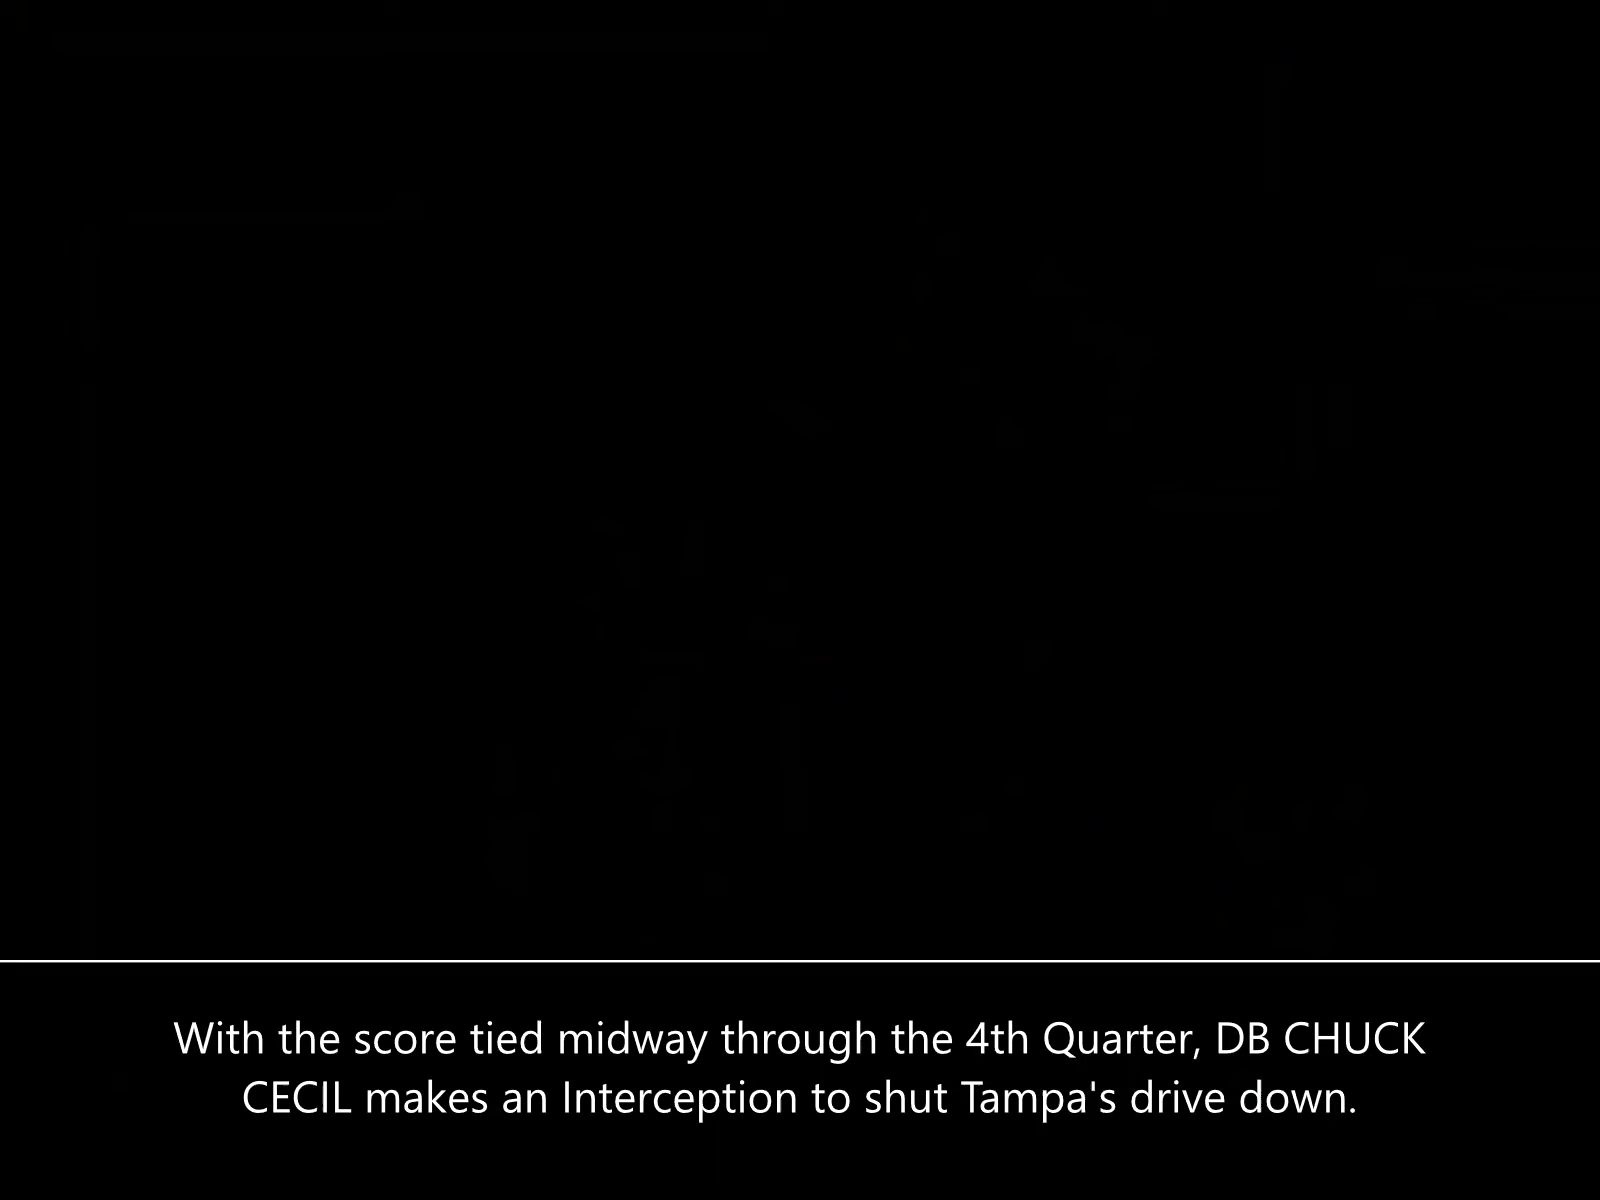 With the score tied midway through the 4th Quarter, DB CHUCK
CECIL makes an Interception to shut Tampa's drive down.